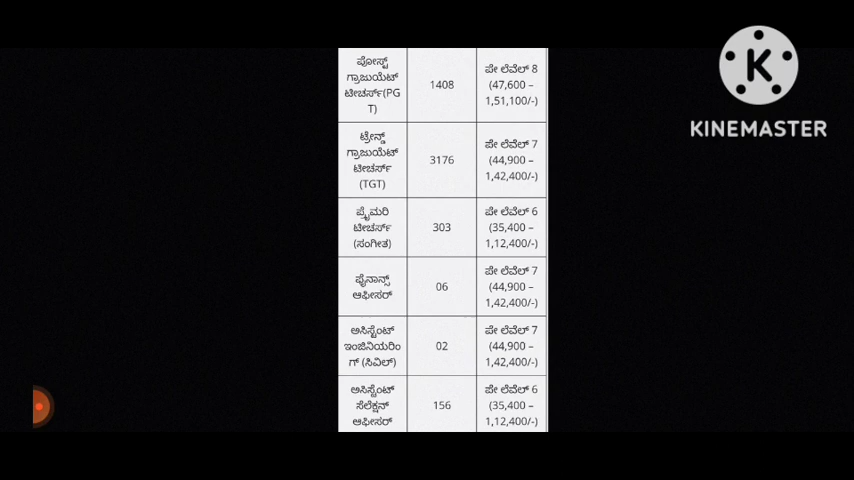 ಪೋಸ್ಟ್
ಗ್ರಾಜುಯೆಟ್
ಟೀಚರ್ಸ್(PG
T)
1408
ಪೇ ಲೆವೆಲ್ 8
(47,600 –
1,51,100/-)
ಟ್ರೇನ್ಡ್
ಗ್ರಾಜುಯೆಟ್
ಟೀಚರ್ಸ್
(TGT)
3176
ಪೇ ಲೆವೆಲ್ 7
(44,900 –
1,42,400/-)
ಪ್ರೈಮರಿ
ಟೀಚರ್ಸ್
(ಸಂಗೀತ)
303
ಪೇ ಲೆವೆಲ್ 6
(35,400 –
1,12,400/-)
ಫೈನಾನ್ಸ್
ಆಫೀಸರ್
06
ಪೇ ಲೆವೆಲ್ 7
(44,900 –
1,42,400/-)
ಅಸಿಸ್ಟೆಂಟ್
ಇಂಜಿನಿಯರಿಂ
ಗ್ (ಸಿವಿಲ್)
02
ಪೇ ಲೆವೆಲ್ 7
(44,900 –
1,42,400/-)
ಅಸಿಸ್ಟೆಂಟ್
ಸೆಲೆಕ್ಷನ್
ಆಫೀಸರ್
156
ಪೇ ಲೆವೆಲ್ 6
(35,400 –
1,12,400/-)
K
KINEMASTER